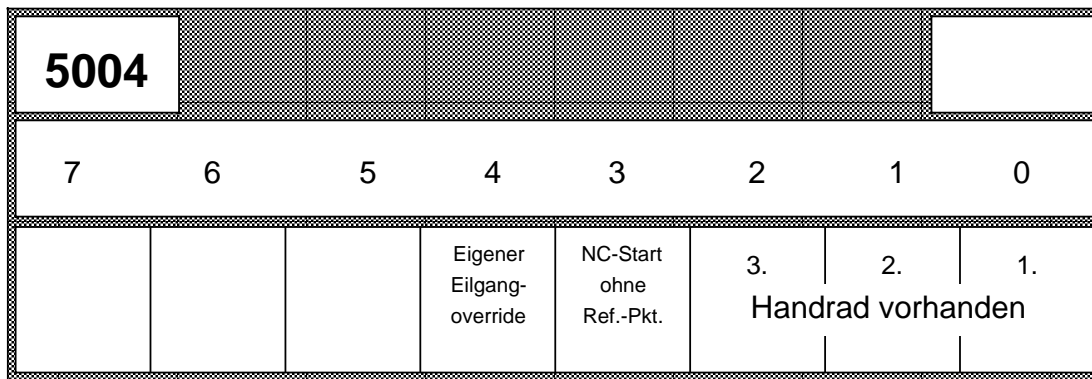 5004
7 6 5 4 3 2 1 0
Eigener NC-Start 3. 2. 1.
Eilgang- ohne Handrad vorhanden
override Ref.-Pkt.